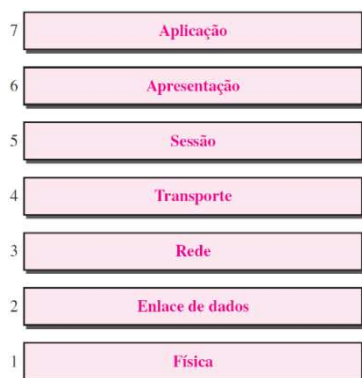 7 Aplicação
6 Apresentação
5 Sessão
4 Transporte
3 Rede
2 Enlace de dados
1 Física